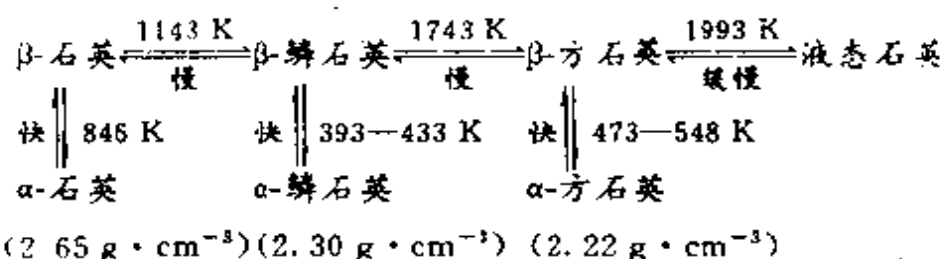 1143 K 1743 K 1993 K
β-石英 β-鳞石英 β-方石英 液态石英
慢 慢 缓慢
快 846 K 快 393—433 K 快 473—548 K
α-石英 α-鳞石英 α-方石英
(2 65 g·cm⁻³)(2.30 g·cm⁻³) (2.22 g·cm⁻³)